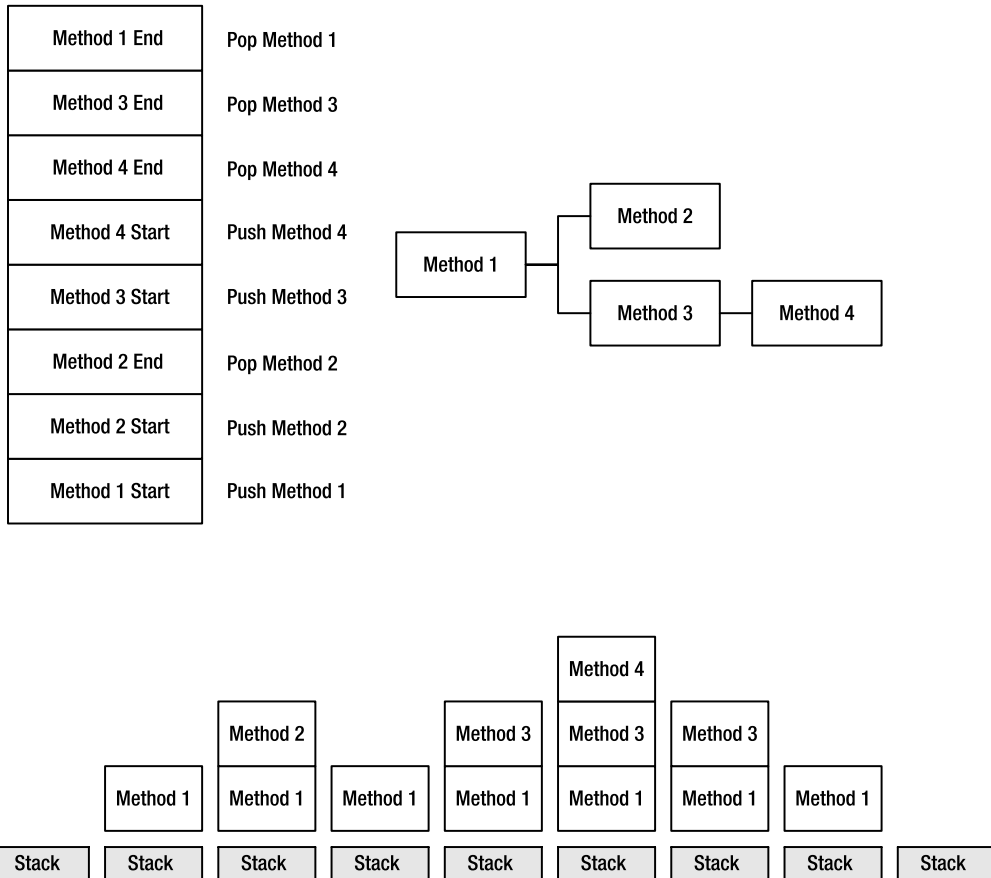 Method 1 End Pop Method 1
Method 3 End Pop Method 3
Method 4 End Pop Method 4
Method 4 Start Push Method 4
Method 3 Start Push Method 3
Method 2 End Pop Method 2
Method 2 Start Push Method 2
Method 1 Start Push Method 1
Method 1
Method 2
Method 3
Method 4
Method 4
Method 2 Method 3 Method 3 Method 3
Method 1 Method 1 Method 1 Method 1 Method 1 Method 1 Method 1
Stack Stack Stack Stack Stack Stack Stack Stack Stack